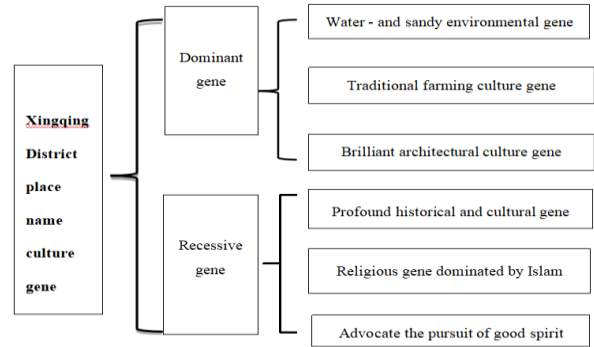 Xingqing
District
place
name
culture
gene
Dominant
gene
Water - and sandy environmental gene
Traditional farming culture gene
Brilliant architectural culture gene
Recessive
gene
Profound historical and cultural gene
Religious gene dominated by Islam
Advocate the pursuit of good spirit